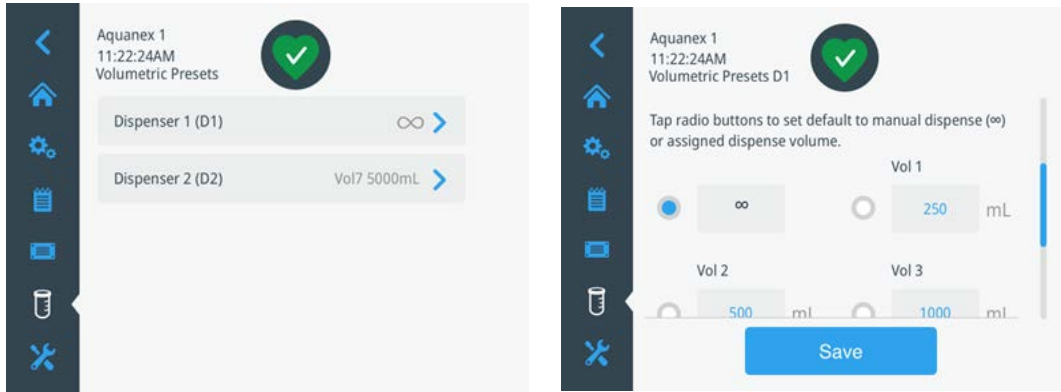 Aquanex 1
11:22:24AM
Volumetric Presets
Dispenser 1 (D1) ∞
Dispenser 2 (D2) Vol7 5000mL
Aquanex 1
11:22:24AM
Volumetric Presets D1
Tap radio buttons to set default to manual dispense (∞)
or assigned dispense volume.
Vol 1
∞ 250 mL
Vol 2 Vol 3
500 mL 1000 mL
Save